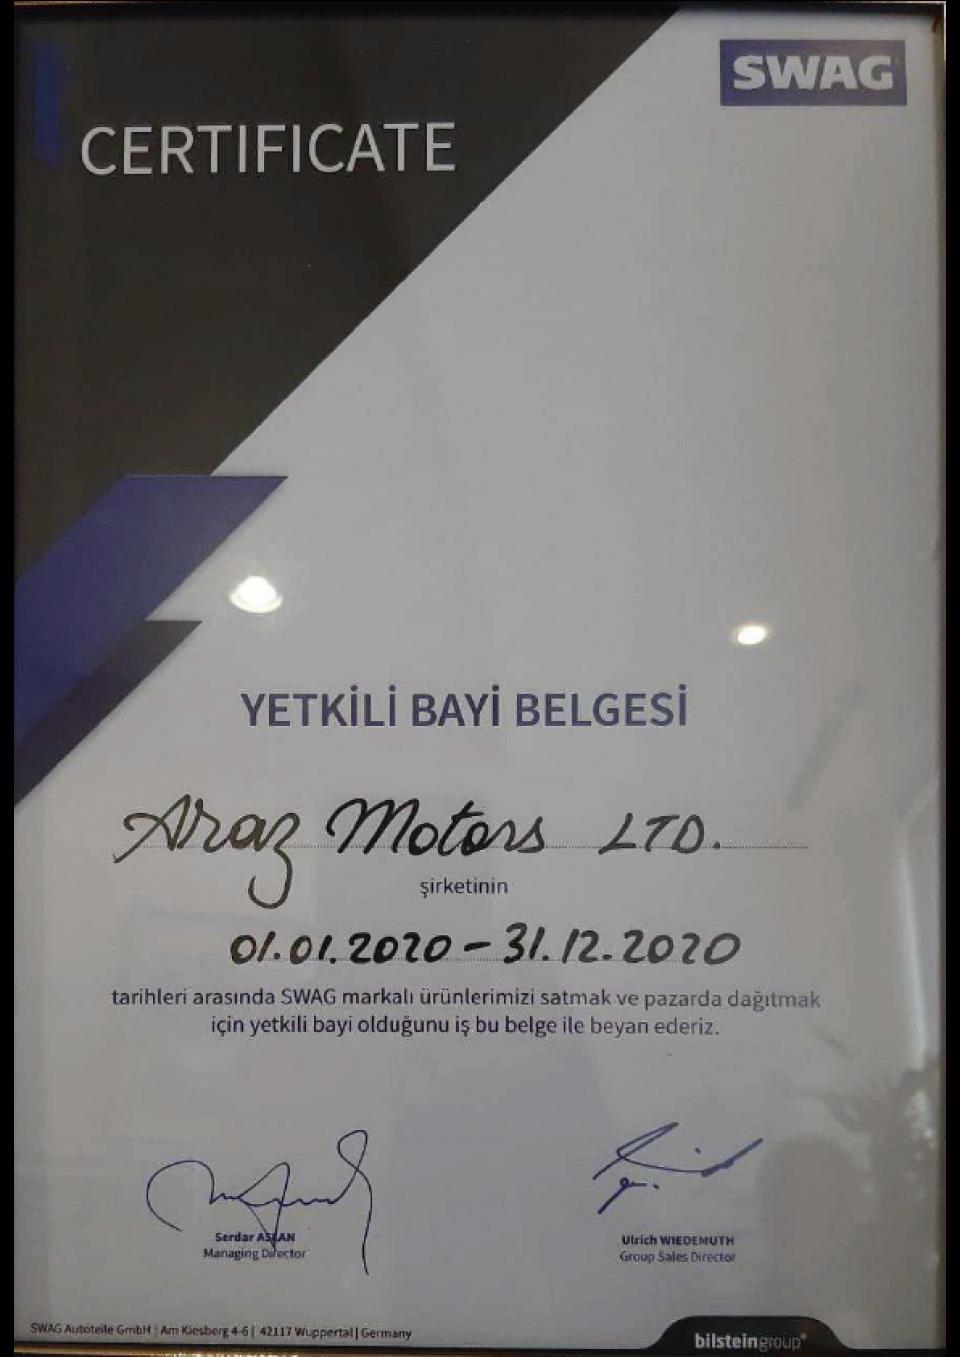 SWAG
CERTIFICATE
YETKİLİ BAYİ BELGESİ
Araz Motors LTD.
şirketinin
01.01.2020 - 31.12.2020
tarihleri arasında SWAG markalı ürünlerimizi satmak ve pazarda dağıtmak
için yetkili bayi olduğunu iş bu belge ile beyan ederiz.
Serdar ASLAN
Managing Director
Ulrich WIEDEMUTH
Group Sales Director
SWAG Autoteile GmbH | Am Kiesberg 4-6 | 42117 Wuppertal | Germany
bilsteingroup®